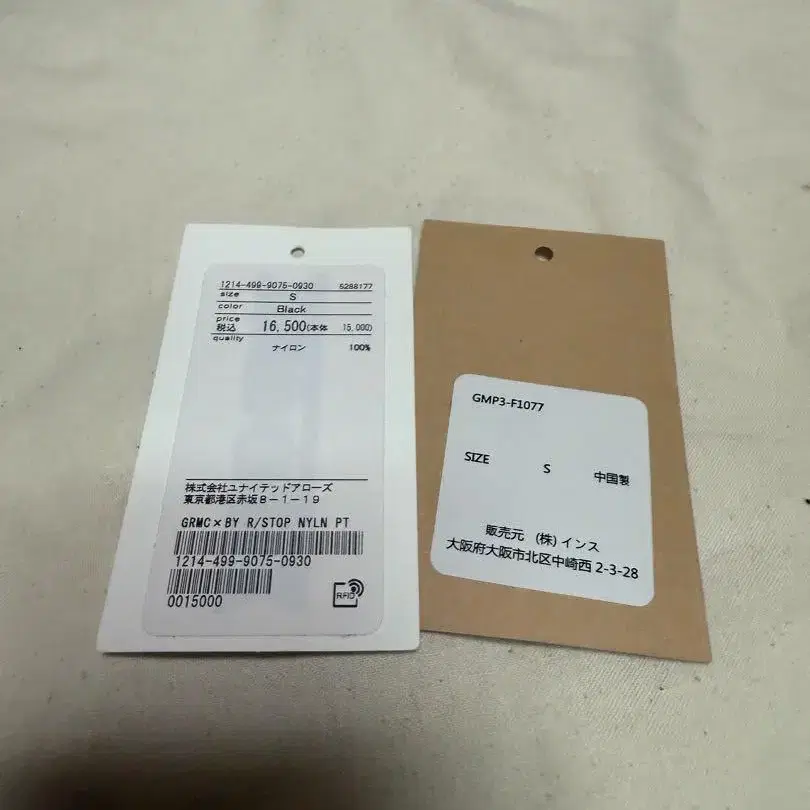 1214-499-9075-0930 5288177
size S
color Black
price
税込 16,500(本体 15,000)
quality
ナイロン 100%
株式会社ユナイテッドアローズ
東京都港区赤坂8-1-19
GRMC×BY R/STOP NYLN PT
1214-499-9075-0930
0015000
RFID
GMP3-F1077
SIZE S 中国製
販売元 (株)インス
大阪府大阪市北区中崎西 2-3-28